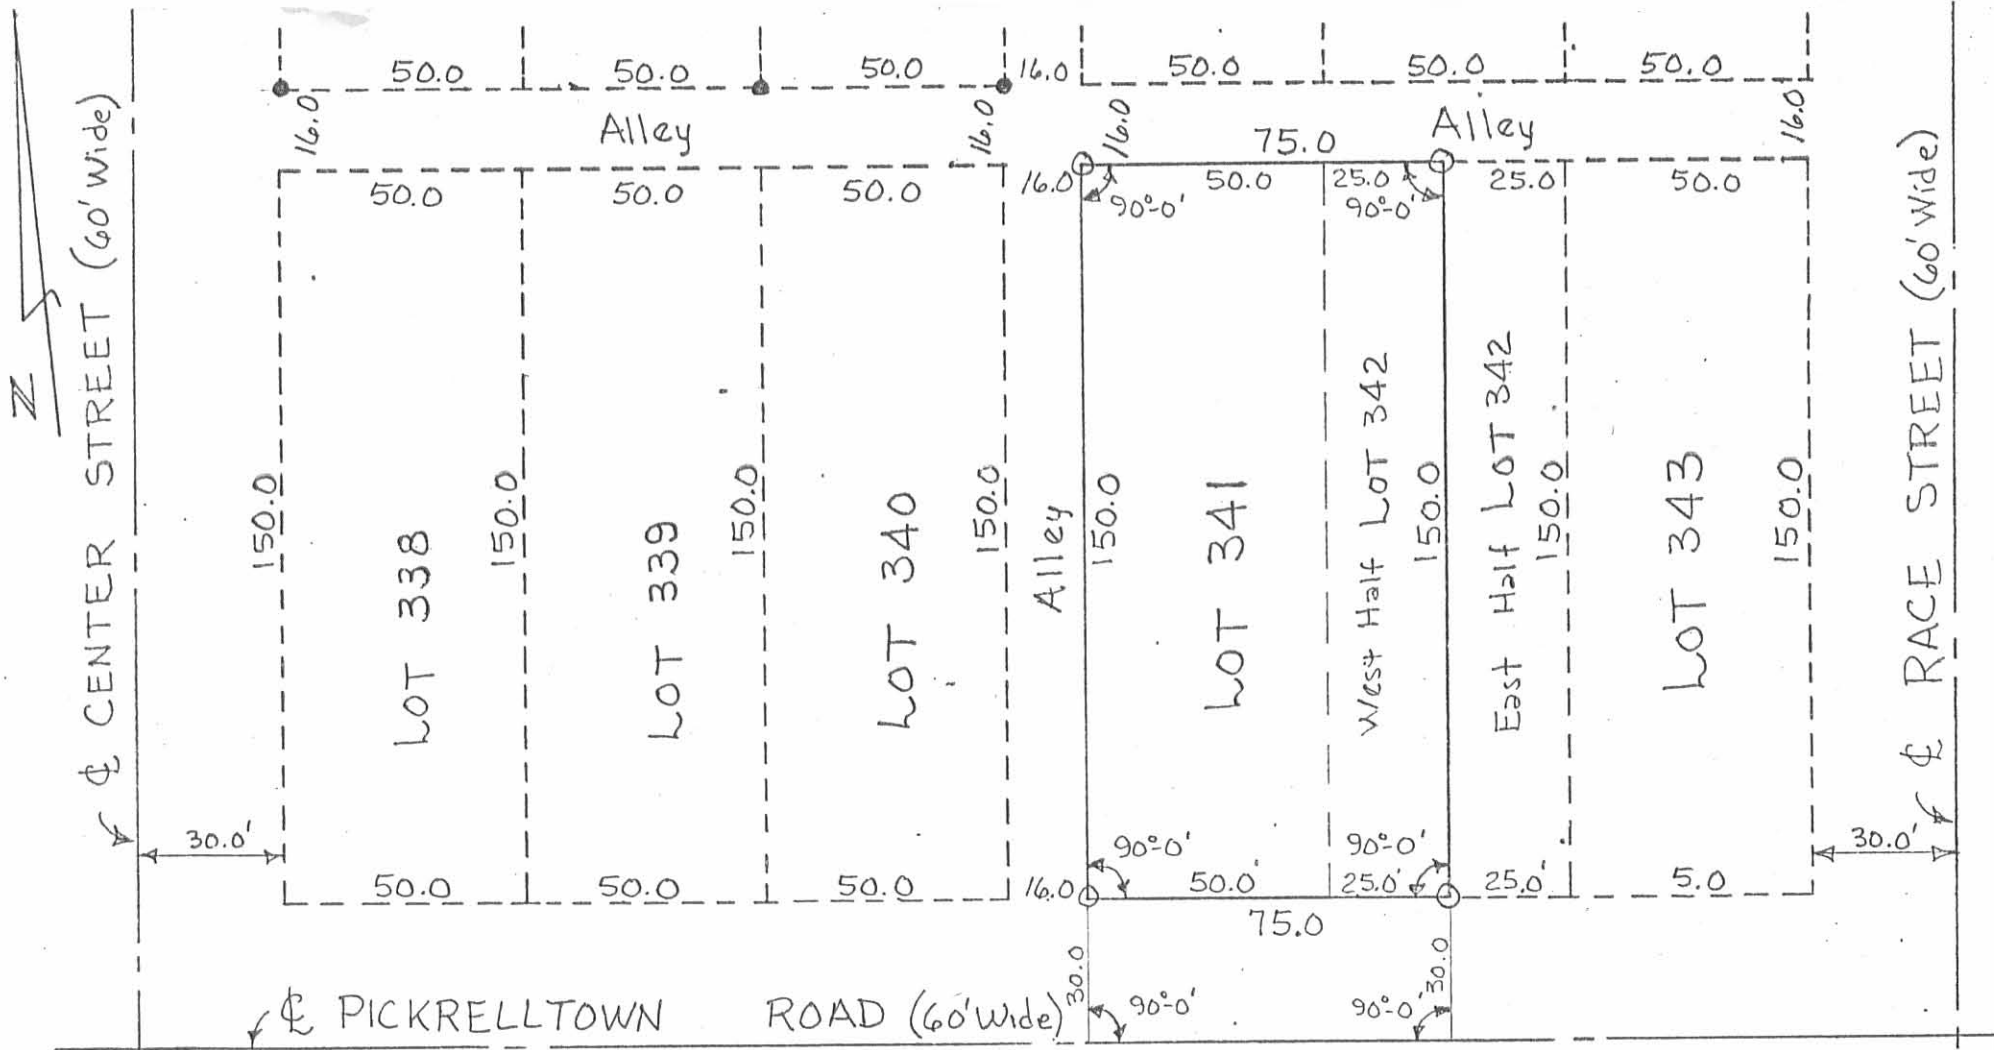 50.0 50.0 50.0 16.0 50.0 50.0 50.0
16.0 Alley 16.0 16.0 75.0 Alley 16.0
50.0 50.0 50.0 16.0 50.0 25.0 25.0 50.0
90°-0' 90°-0'
N
℄ CENTER STREET (60' Wide)
150.0
LOT 338
150.0
LOT 339
150.0
LOT 340
150.0
Alley
150.0
LOT 341
West Half LOT 342
150.0
East Half LOT 342
150.0
LOT 343
150.0
℄ RACE STREET (60' Wide)
30.0' 90°-0' 90°-0' 30.0'
50.0 50.0 50.0 16.0 50.0' 25.0' 25.0' 5.0
75.0
30.0 30.0
℄ PICKRELLTOWN ROAD (60' Wide) 90°-0' 90°-0'